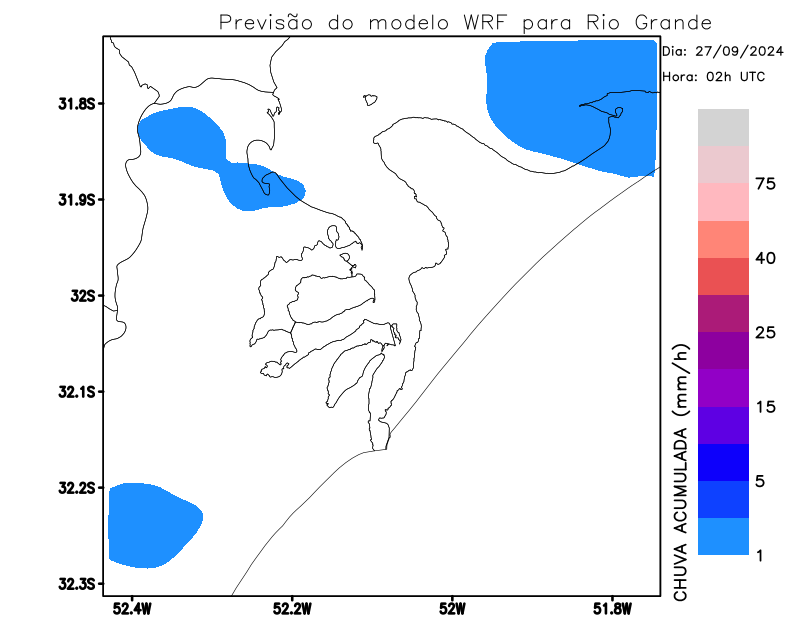 Previsão do modelo WRF para Rio Grande
Dia: 27/09/2024
Hora: 02h UTC
31.8S
31.9S
32S
32.1S
32.2S
32.3S
52.4W
52.2W
52W
51.8W
75
40
25
15
5
1
CHUVA ACUMULADA (mm/h)